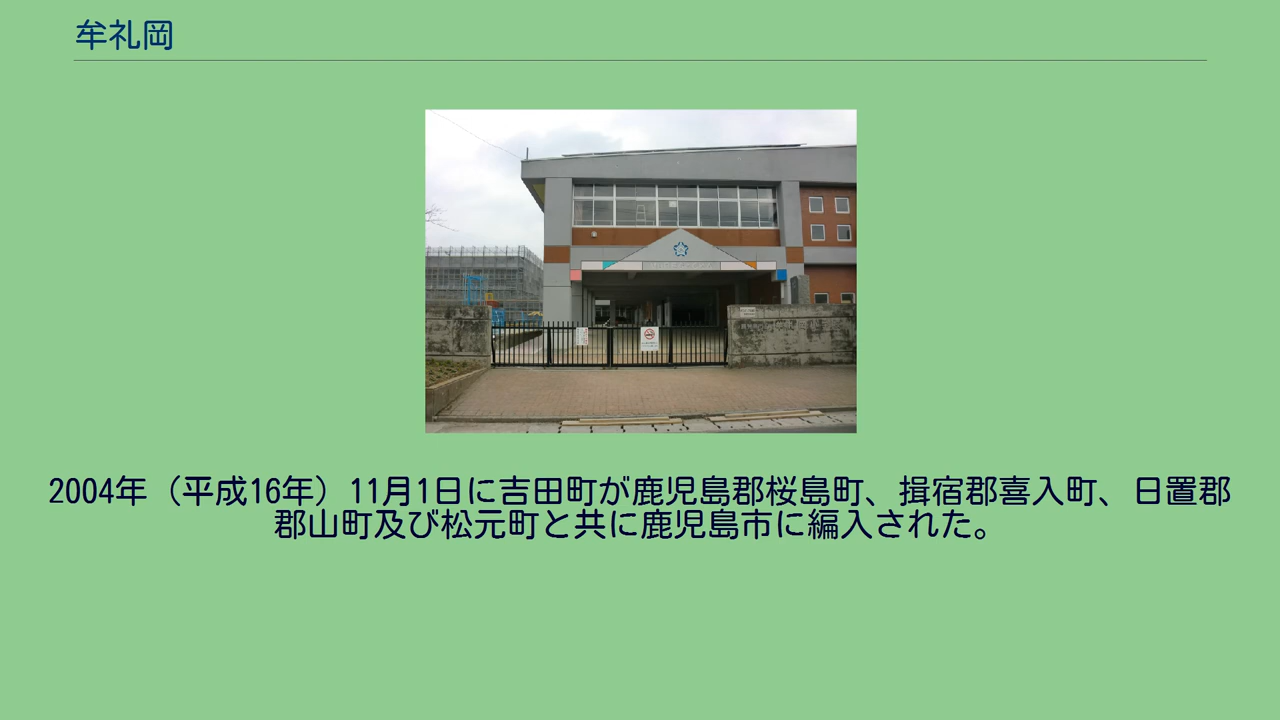 牟礼岡
2004年（平成16年）11月1日に吉田町が鹿児島郡桜島町、揖宿郡喜入町、日置郡
郡山町及び松元町と共に鹿児島市に編入された。